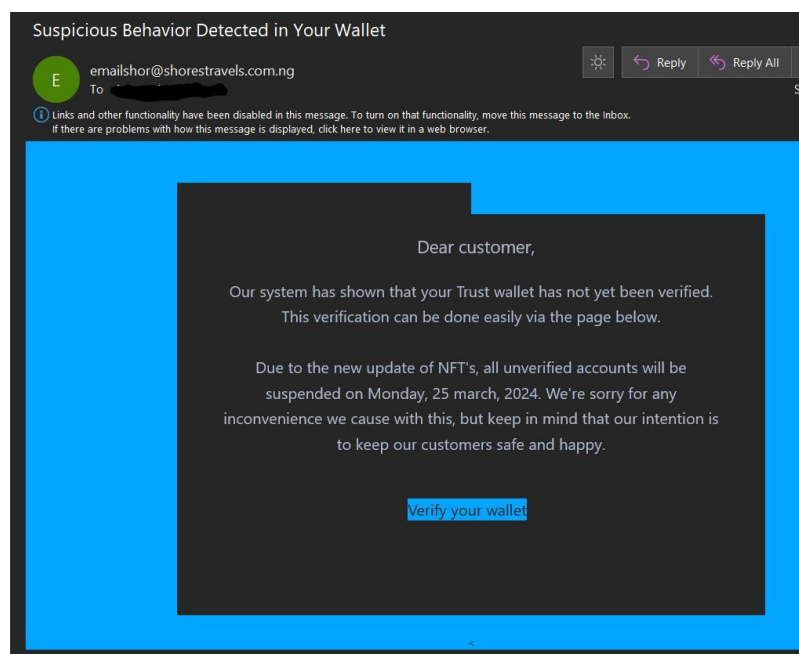 Suspicious Behavior Detected in Your Wallet
E
emailshor@shorestravels.com.ng
To
Reply
Reply All
S
Links and other functionality have been disabled in this message. To turn on that functionality, move this message to the Inbox.
If there are problems with how this message is displayed, click here to view it in a web browser.
Dear customer,
Our system has shown that your Trust wallet has not yet been verified.
This verification can be done easily via the page below.
Due to the new update of NFT's, all unverified accounts will be
suspended on Monday, 25 march, 2024. We're sorry for any
inconvenience we cause with this, but keep in mind that our intention is
to keep our customers safe and happy.
Verify your wallet
<